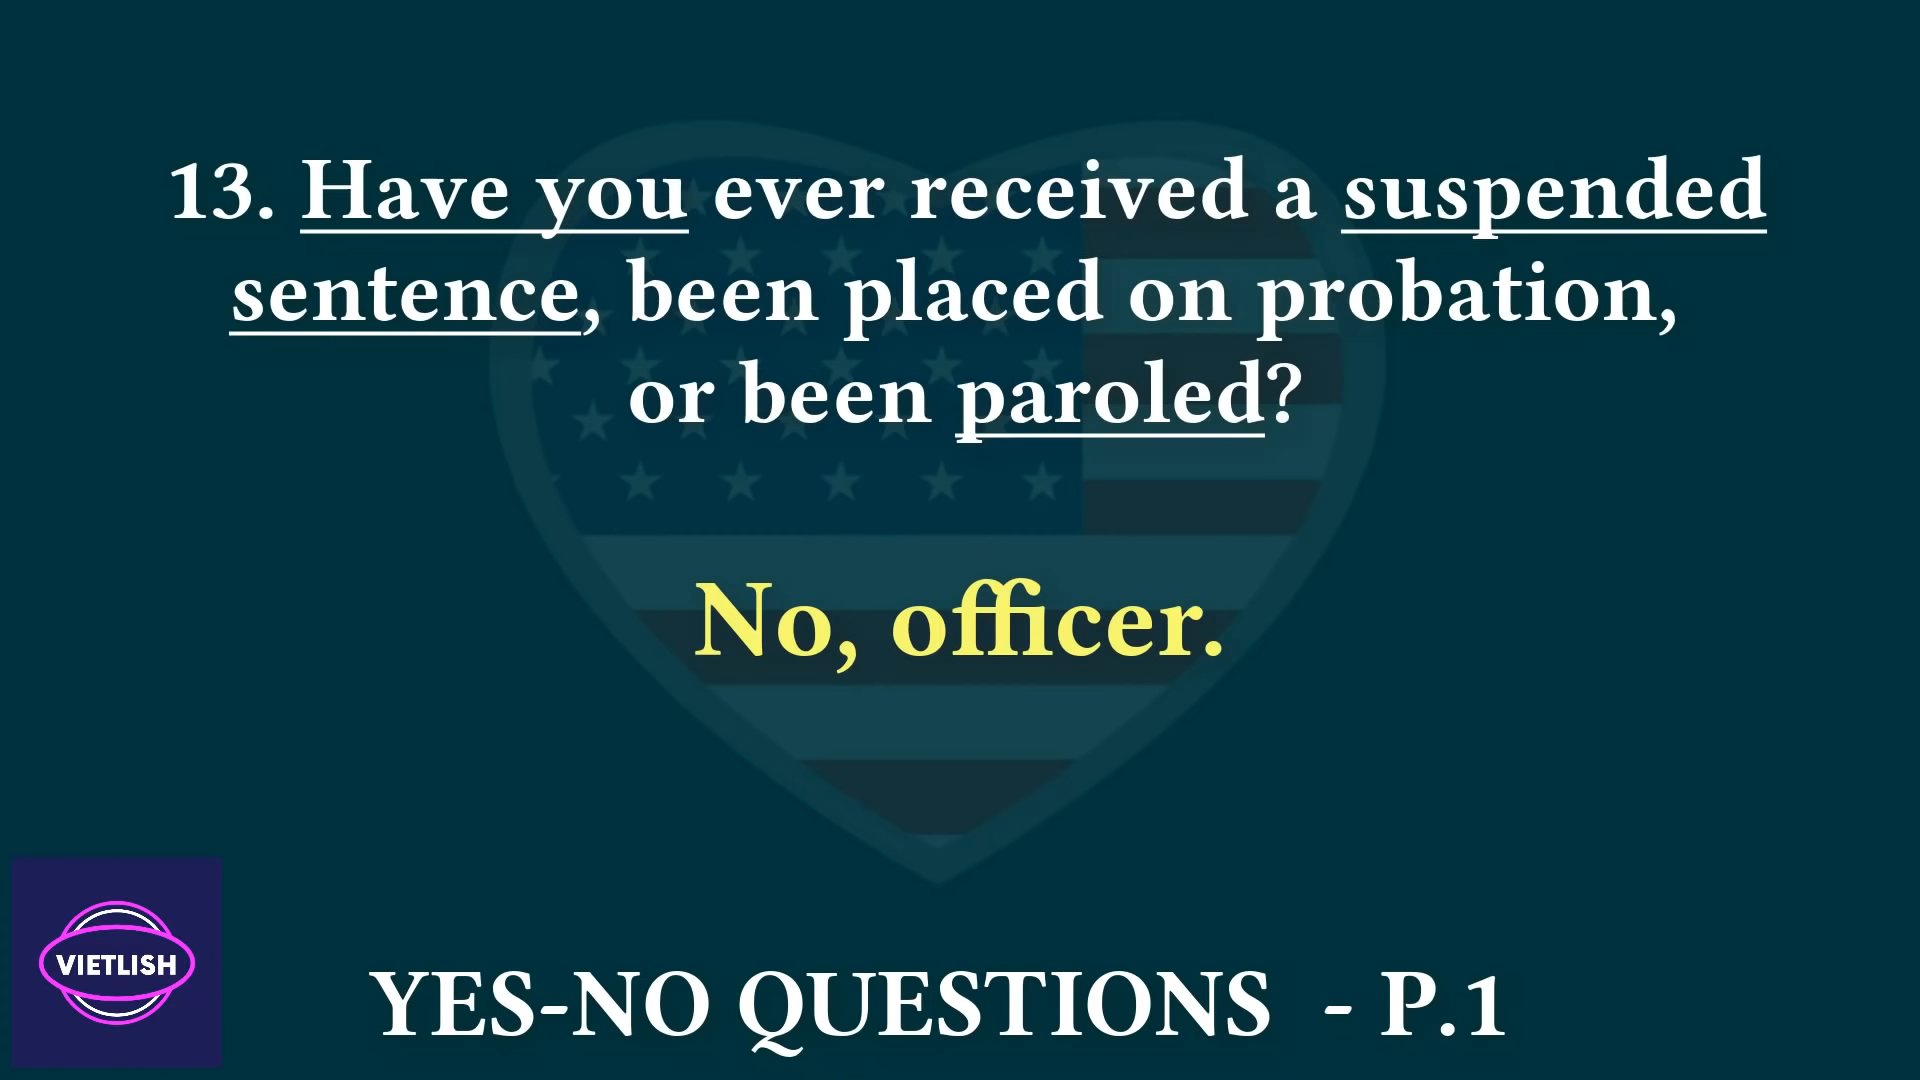 13. Have you ever received a suspended
sentence, been placed on probation,
or been paroled?
No, officer.
VIETLISH
YES-NO QUESTIONS - P.1